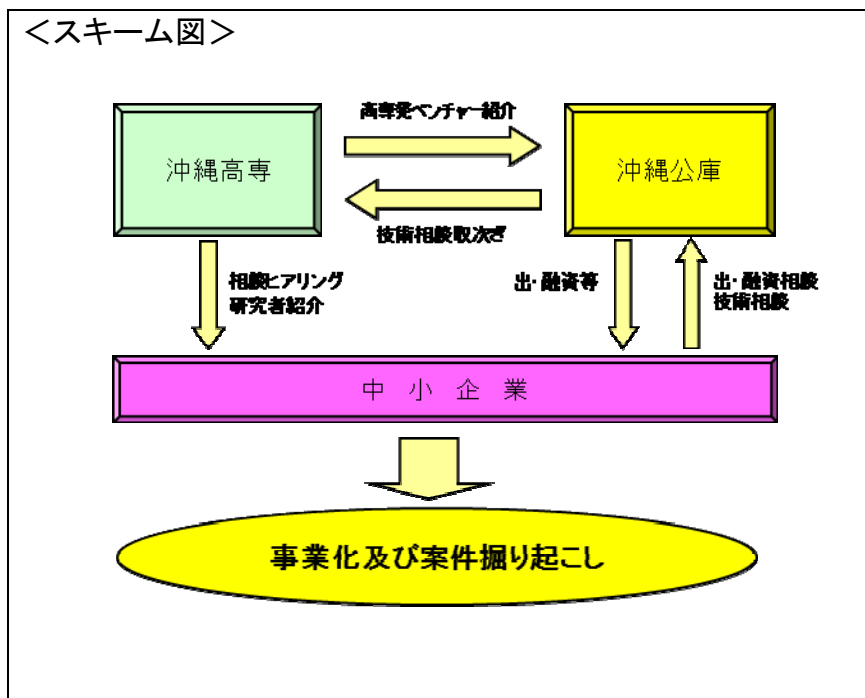 ＜スキーム図＞
高専発ベンチャー紹介
沖縄高専
沖縄公庫
技術相談取次ぎ
相談ヒアリング
研究者紹介
出・融資等
出・融資相談
技術相談
中 小 企 業
事業化及び案件掘り起こし